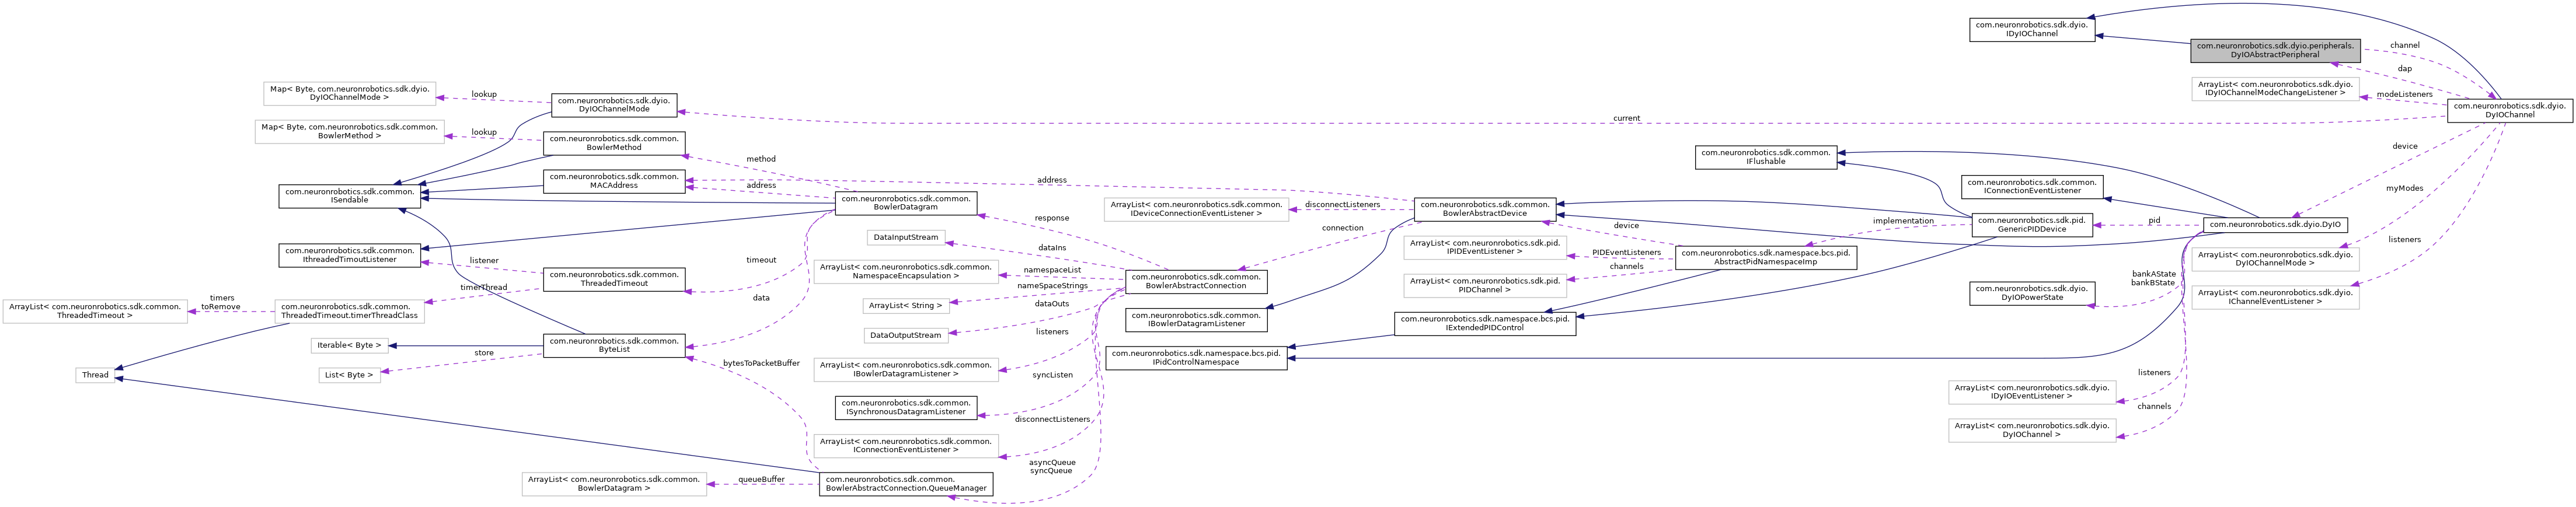 com.neuronrobotics.sdk.dyio.
IDyIOChannel
com.neuronrobotics.sdk.dyio.peripherals.
DyIOAbstractPeripheral
channel
dap
ArrayList< com.neuronrobotics.sdk.dyio.
IDyIOChannelModeChangeListener >
modeListeners
com.neuronrobotics.sdk.dyio.
DyIOChannel
Map< Byte, com.neuronrobotics.sdk.dyio.
DyIOChannelMode >
lookup
com.neuronrobotics.sdk.dyio.
DyIOChannelMode
current
Map< Byte, com.neuronrobotics.sdk.common.
BowlerMethod >
lookup
com.neuronrobotics.sdk.common.
BowlerMethod
method
com.neuronrobotics.sdk.common.
IFlushable
device
com.neuronrobotics.sdk.common.
MACAddress
address
address
com.neuronrobotics.sdk.common.
IConnectionEventListener
myModes
com.neuronrobotics.sdk.common.
ISendable
com.neuronrobotics.sdk.common.
BowlerDatagram
response
ArrayList< com.neuronrobotics.sdk.common.
IDeviceConnectionEventListener >
disconnectListeners
com.neuronrobotics.sdk.common.
BowlerAbstractDevice
connection
device
implementation
com.neuronrobotics.sdk.pid.
GenericPIDDevice
pid
com.neuronrobotics.sdk.dyio.DyIO
listeners
com.neuronrobotics.sdk.common.
IthreadedTimoutListener
listener
timeout
DataInputStream
dataIns
ArrayList< com.neuronrobotics.sdk.pid.
IPIDEventListener >
PIDEventListeners
com.neuronrobotics.sdk.namespace.bcs.pid.
AbstractPidNamespaceImp
ArrayList< com.neuronrobotics.sdk.dyio.
DyIOChannelMode >
com.neuronrobotics.sdk.common.
ThreadedTimeout
timerThread
data
ArrayList< com.neuronrobotics.sdk.common.
NamespaceEncapsulation >
namespaceList
com.neuronrobotics.sdk.common.
BowlerAbstractConnection
ArrayList< com.neuronrobotics.sdk.pid.
PIDChannel >
channels
com.neuronrobotics.sdk.dyio.
DyIOPowerState
bankAState
bankBState
ArrayList< com.neuronrobotics.sdk.dyio.
IChannelEventListener >
ArrayList< com.neuronrobotics.sdk.common.
ThreadedTimeout >
timers
toRemove
com.neuronrobotics.sdk.common.
ThreadedTimeout.timerThreadClass
ArrayList< String >
nameSpaceStrings
dataOuts
com.neuronrobotics.sdk.common.
IBowlerDatagramListener
com.neuronrobotics.sdk.namespace.bcs.pid.
IExtendedPIDControl
DataOutputStream
listeners
Iterable< Byte >
com.neuronrobotics.sdk.common.
ByteList
com.neuronrobotics.sdk.namespace.bcs.pid.
IPidControlNamespace
Thread
List< Byte >
store
bytesToPacketBuffer
ArrayList< com.neuronrobotics.sdk.common.
IBowlerDatagramListener >
syncListen
listeners
ArrayList< com.neuronrobotics.sdk.dyio.
IDyIOEventListener >
com.neuronrobotics.sdk.common.
ISynchronousDatagramListener
disconnectListeners
channels
ArrayList< com.neuronrobotics.sdk.dyio.
DyIOChannel >
ArrayList< com.neuronrobotics.sdk.common.
IConnectionEventListener >
asyncQueue
syncQueue
ArrayList< com.neuronrobotics.sdk.common.
BowlerDatagram >
queueBuffer
com.neuronrobotics.sdk.common.
BowlerAbstractConnection.QueueManager